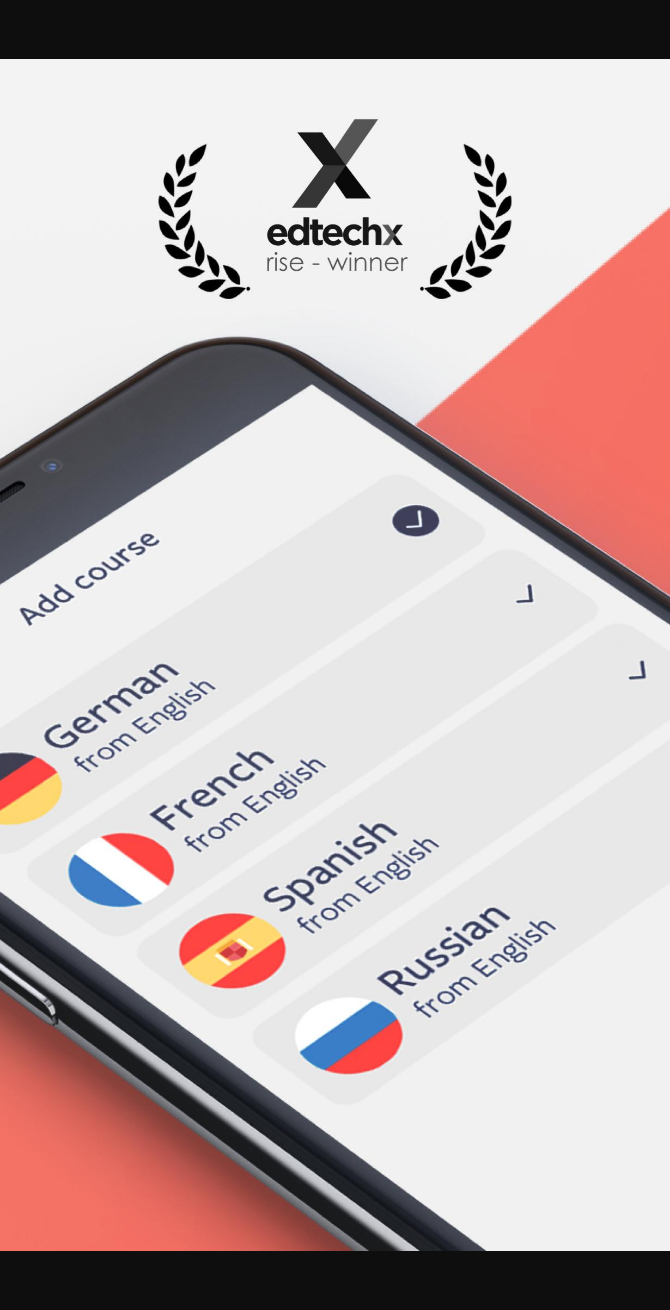 edtechx
rise - winner
Add course
German
from English
French
from English
Spanish
from English
Russian
from English